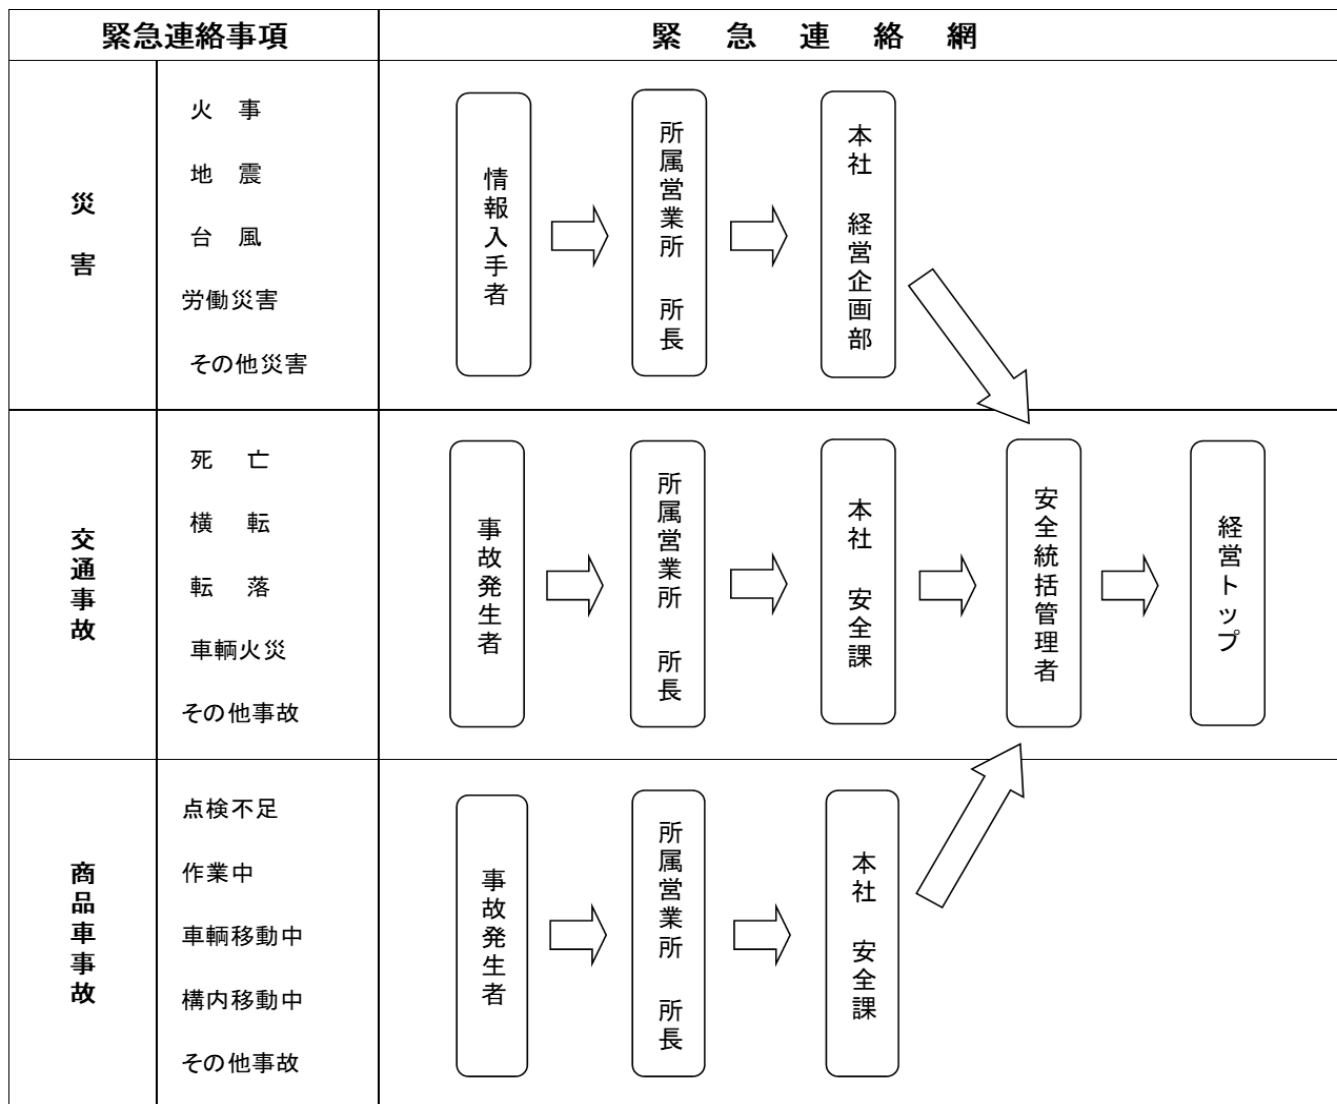 緊急連絡事項
緊急連絡網
災害
火事
地震
台風
労働災害
その他災害
情報入手者
所属営業所 所長
本社 経営企画部
交通事故
死亡
横転
転落
車輌火災
その他事故
事故発生者
所属営業所 所長
本社 安全課
安全統括管理者
経営トップ
商品車事故
点検不足
作業中
車輌移動中
構内移動中
その他事故
事故発生者
所属営業所 所長
本社 安全課